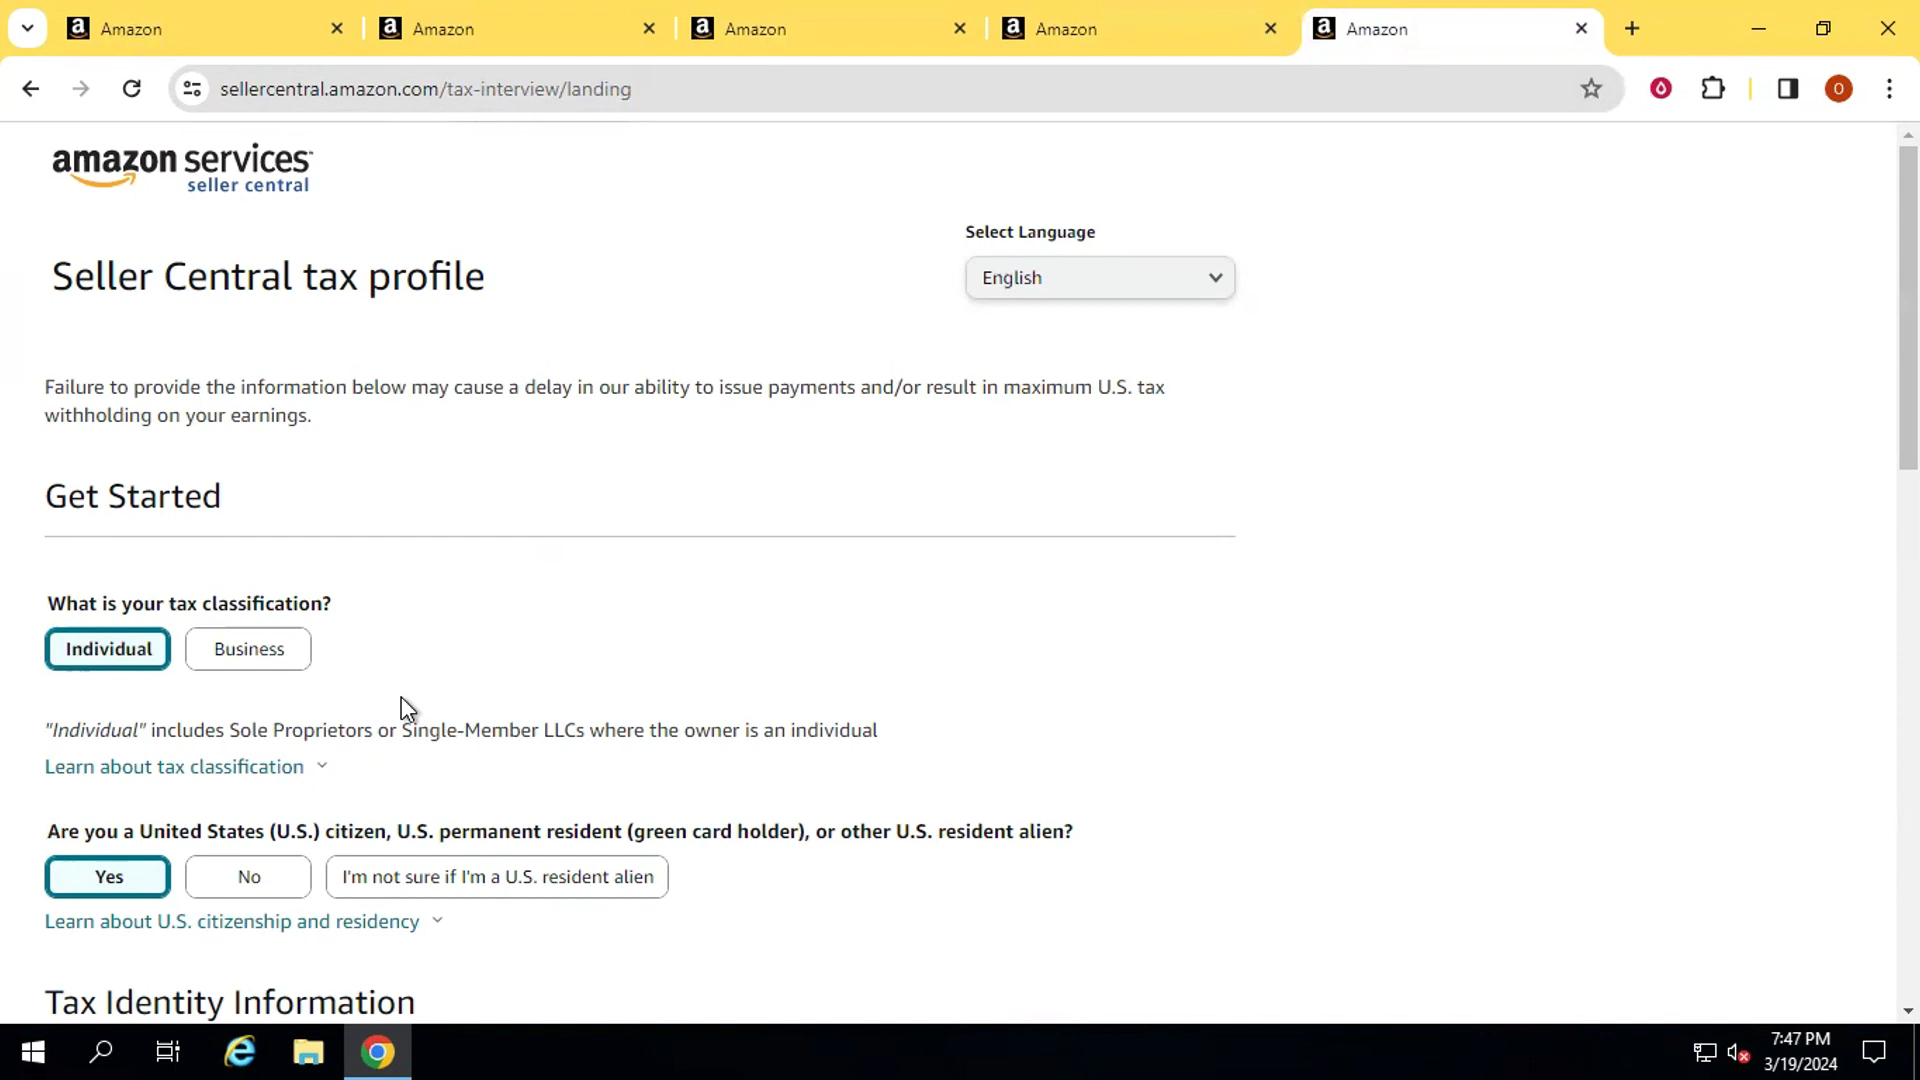 Amazon
Amazon
Amazon
Amazon
Amazon
sellercentral.amazon.com/tax-interview/landing
O
amazon services
seller central
Select Language
Seller Central tax profile
English
Failure to provide the information below may cause a delay in our ability to issue payments and/or result in maximum U.S. tax
withholding on your earnings.
Get Started
What is your tax classification?
Individual Business
"Individual" includes Sole Proprietors or Single-Member LLCs where the owner is an individual
Learn about tax classification
Are you a United States (U.S.) citizen, U.S. permanent resident (green card holder), or other U.S. resident alien?
Yes No I'm not sure if I'm a U.S. resident alien
Learn about U.S. citizenship and residency
Tax Identity Information
7:47 PM
3/19/2024